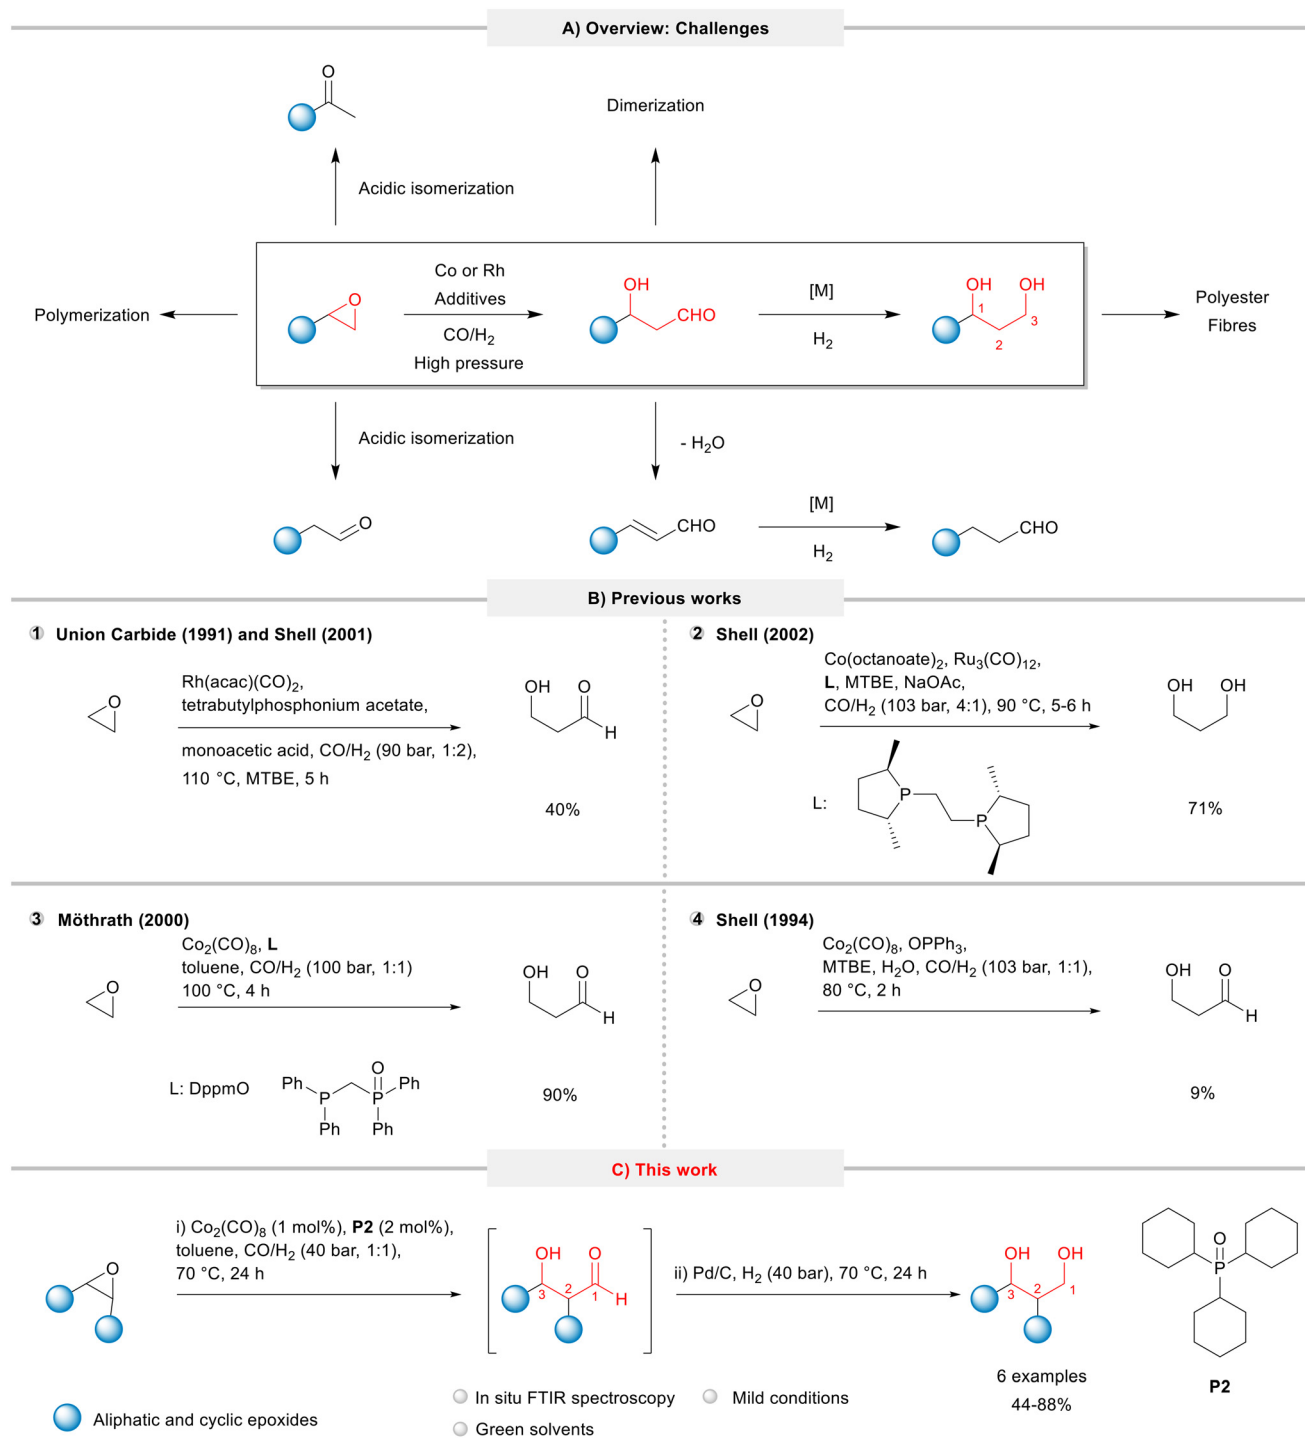 A) Overview: Challenges
O
Dimerization
Acidic isomerization
Polymerization
O
Co or Rh
Additives
CO/H2
High pressure
OH
CHO
[M]
H2
OH
OH
1
2
3
Polyester
Fibres
Acidic isomerization
- H2O
O
CHO
[M]
H2
CHO
B) Previous works
1 Union Carbide (1991) and Shell (2001)
O
Rh(acac)(CO)2,
tetrabutylphosphonium acetate,
monoacetic acid, CO/H2 (90 bar, 1:2),
110 °C, MTBE, 5 h
OH
O
H
40%
2 Shell (2002)
O
Co(octanoate)2, Ru3(CO)12,
L, MTBE, NaOAc,
CO/H2 (103 bar, 4:1), 90 °C, 5-6 h
OH
OH
L:
P
P
71%
3 Möthrath (2000)
O
Co2(CO)8, L
toluene, CO/H2 (100 bar, 1:1)
100 °C, 4 h
OH
O
H
L: DppmO
Ph
P
Ph
O
P
Ph
Ph
90%
4 Shell (1994)
O
Co2(CO)8, OPPh3,
MTBE, H2O, CO/H2 (103 bar, 1:1),
80 °C, 2 h
OH
O
H
9%
C) This work
O
i) Co2(CO)8 (1 mol%), P2 (2 mol%),
toluene, CO/H2 (40 bar, 1:1),
70 °C, 24 h
OH
O
3
2
1
H
ii) Pd/C, H2 (40 bar), 70 °C, 24 h
OH
OH
3
2
1
6 examples
44-88%
O
P
P2
Aliphatic and cyclic epoxides
In situ FTIR spectroscopy
Mild conditions
Green solvents